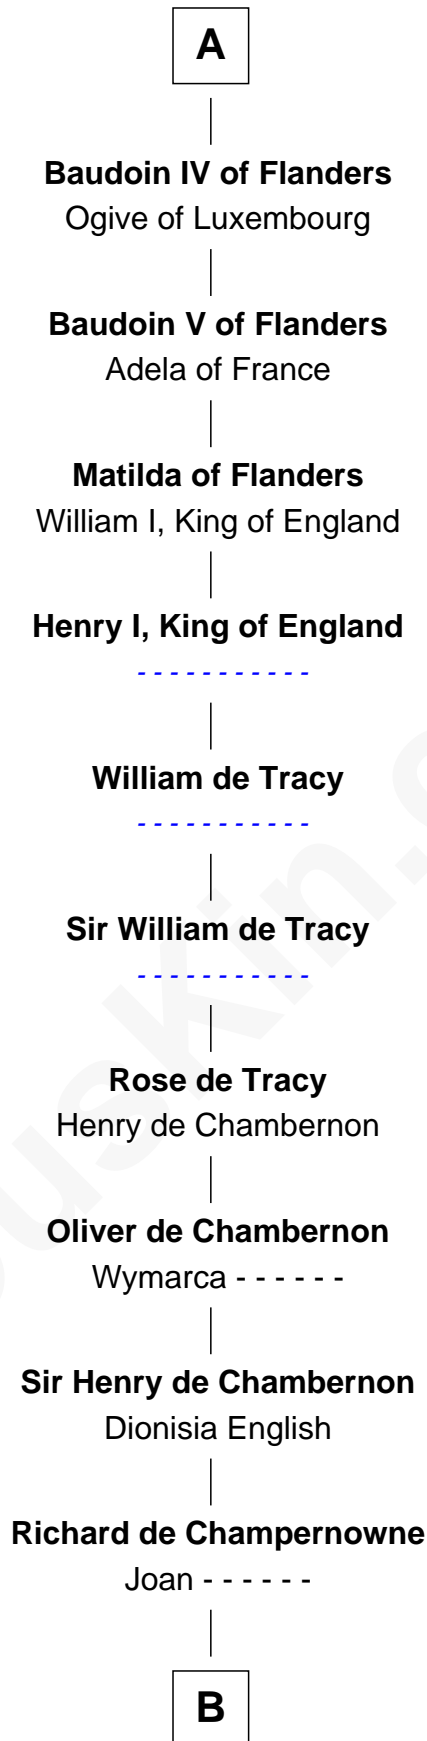 A
Baudoin IV of Flanders
Ogive of Luxembourg
Baudoin V of Flanders
Adela of France
Matilda of Flanders
William I, King of England
Henry I, King of England
- - - - - - - - - - -
William de Tracy
- - - - - - - - - - -
Sir William de Tracy
- - - - - - - - - - -
Rose de Tracy
Henry de Chambernon
Oliver de Chambernon
Wymarca - - - - - -
Sir Henry de Chambernon
Dionisia English
Richard de Champernowne
Joan - - - - - -
B